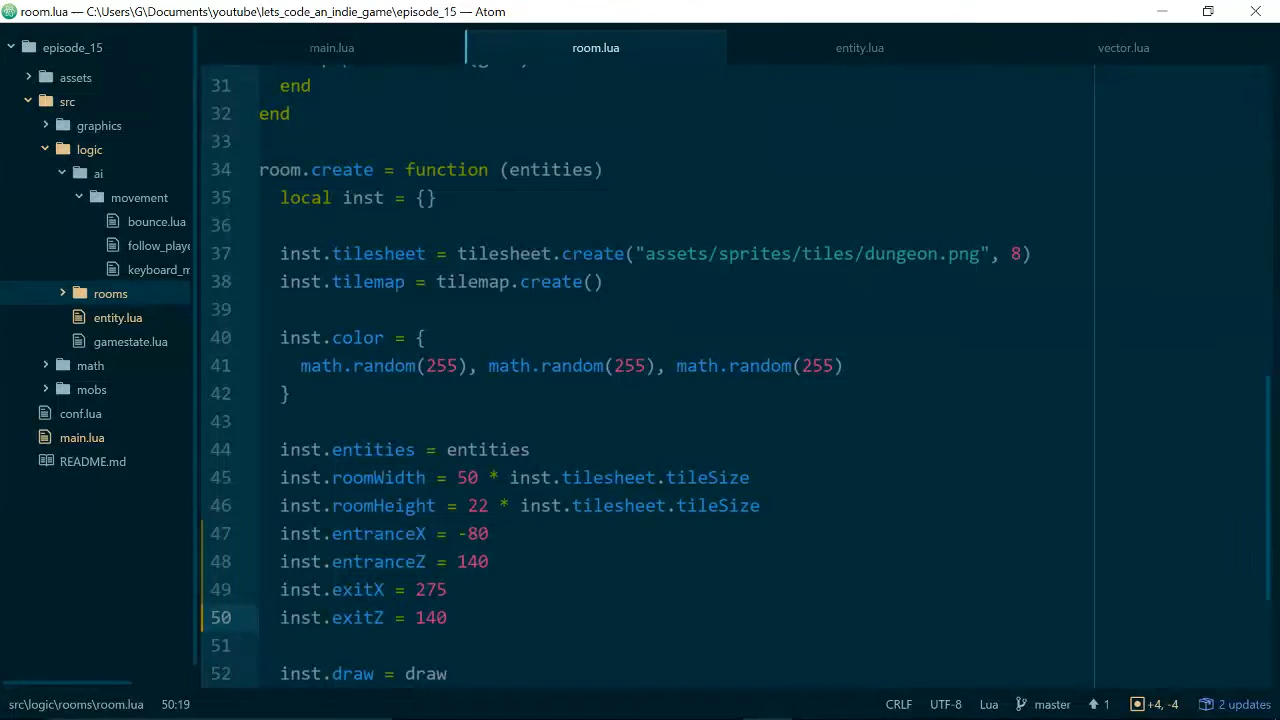 room.lua — C:\Users\G\Documents\youtube\lets_code_an_indie_game\episode_15 — Atom
episode_15
assets
src
graphics
logic
ai
movement
bounce.lua
follow_playe
keyboard_m
rooms
entity.lua
gamestate.lua
math
mobs
conf.lua
main.lua
README.md
main.lua
room.lua
entity.lua
vector.lua
31 end
32 end
33
34 room.create = function (entities)
35 local inst = {}
36
37 inst.tilesheet = tilesheet.create("assets/sprites/tiles/dungeon.png", 8)
38 inst.tilemap = tilemap.create()
39
40 inst.color = {
41 math.random(255), math.random(255), math.random(255)
42 }
43
44 inst.entities = entities
45 inst.roomWidth = 50 * inst.tilesheet.tileSize
46 inst.roomHeight = 22 * inst.tilesheet.tileSize
47 inst.entranceX = -80
48 inst.entranceZ = 140
49 inst.exitX = 275
50 inst.exitZ = 140
51
52 inst.draw = draw
src\logic\rooms\room.lua 50:19 CRLF UTF-8 Lua master 1 +4, -4 2 updates